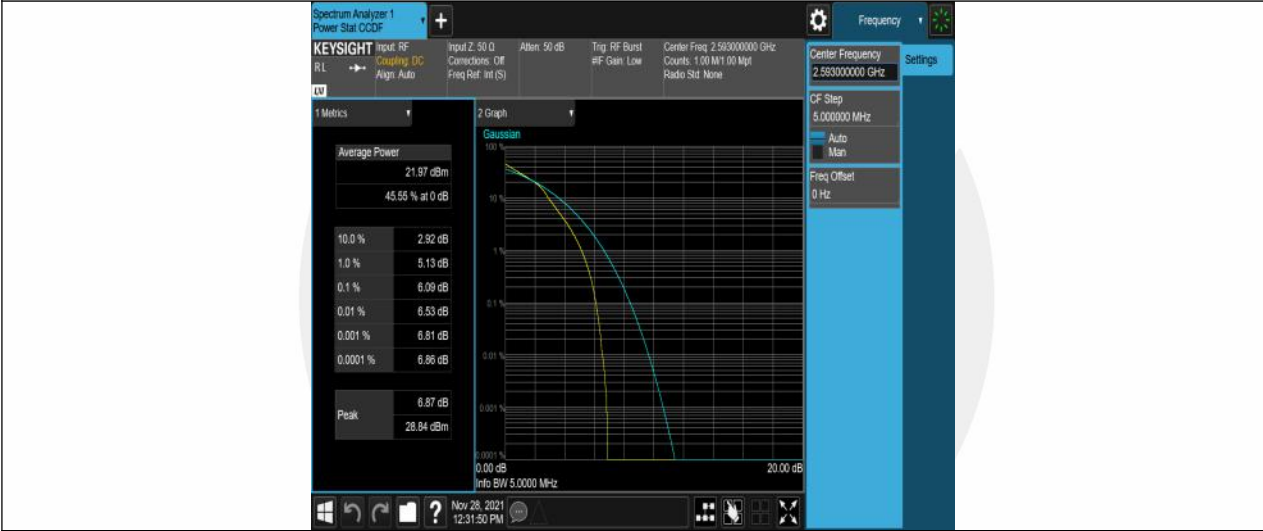 Spectrum Analyzer 1
Power Stat CCDF
+
Frequency
KEYSIGHT
RL
LV
Input: RF
Coupling: DC
Align: Auto
Input Z: 50 Ω
Corrections: Off
Freq Ref: Int (S)
Atten: 50 dB
Trig: RF Burst
#IF Gain: Low
Center Freq: 2.593000000 GHz
Counts: 1.00 M/1.00 Mpt
Radio Std: None
Center Frequency
2.593000000 GHz
Settings
CF Step
5.000000 MHz
Auto
Man
Freq Offset
0 Hz
1 Metrics
Average Power
21.97 dBm
45.55 % at 0 dB
10.0 % 2.92 dB
1.0 % 5.13 dB
0.1 % 6.09 dB
0.01 % 6.53 dB
0.001 % 6.81 dB
0.0001 % 6.86 dB
Peak
6.87 dB
28.84 dBm
2 Graph
Gaussian
100 %
10 %
1 %
0.1 %
0.01 %
0.001 %
0.0001 %
0.00 dB 20.00 dB
Info BW 5.0000 MHz
?
Nov 28, 2021
12:31:50 PM